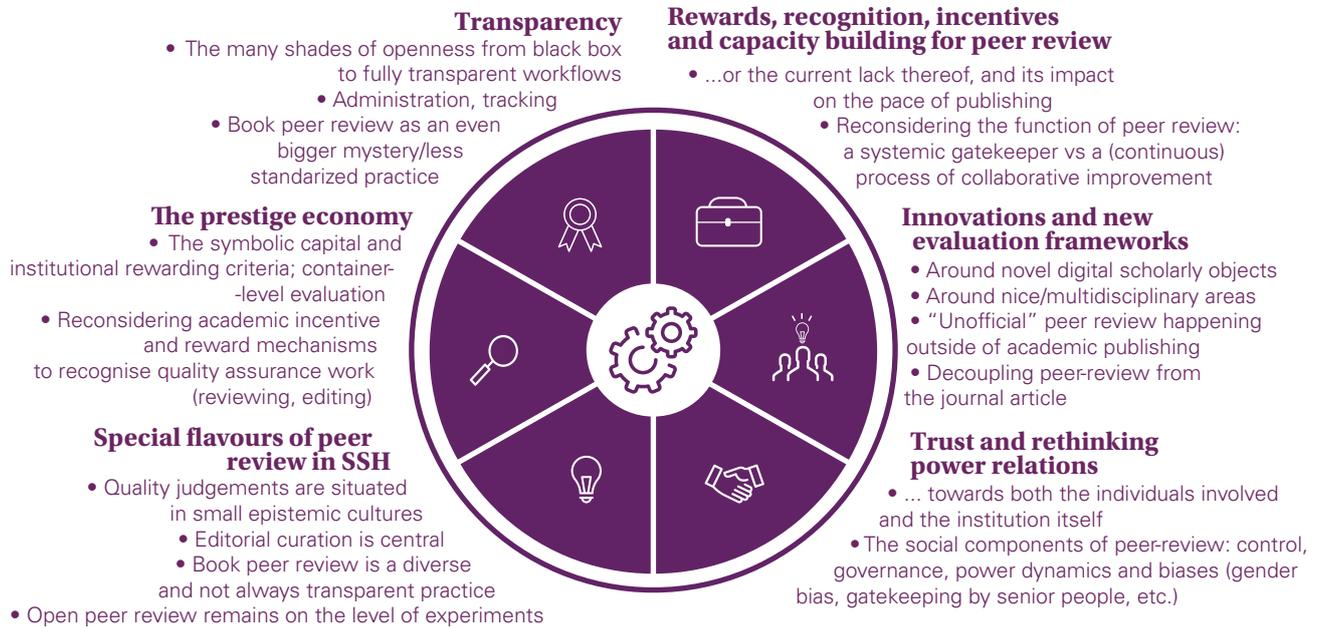 Transparency
• The many shades of openness from black box
to fully transparent workflows
• Administration, tracking
• Book peer review as an even
bigger mystery/less
standarized practice
Rewards, recognition, incentives
and capacity building for peer review
• ...or the current lack thereof, and its impact
on the pace of publishing
• Reconsidering the function of peer review:
a systemic gatekeeper vs a (continuous)
process of collaborative improvement
The prestige economy
• The symbolic capital and
institutional rewarding criteria; container-
-level evaluation
• Reconsidering academic incentive
and reward mechanisms
to recognise quality assurance work
(reviewing, editing)
Innovations and new
evaluation frameworks
• Around novel digital scholarly objects
• Around nice/multidisciplinary areas
• “Unofficial” peer review happening
outside of academic publishing
• Decoupling peer-review from
the journal article
Special flavours of peer
review in SSH
• Quality judgements are situated
in small epistemic cultures
• Editorial curation is central
• Book peer review is a diverse
and not always transparent practice
• Open peer review remains on the level of experiments
Trust and rethinking
power relations
• ... towards both the individuals involved
and the institution itself
• The social components of peer-review: control,
governance, power dynamics and biases (gender
bias, gatekeeping by senior people, etc.)